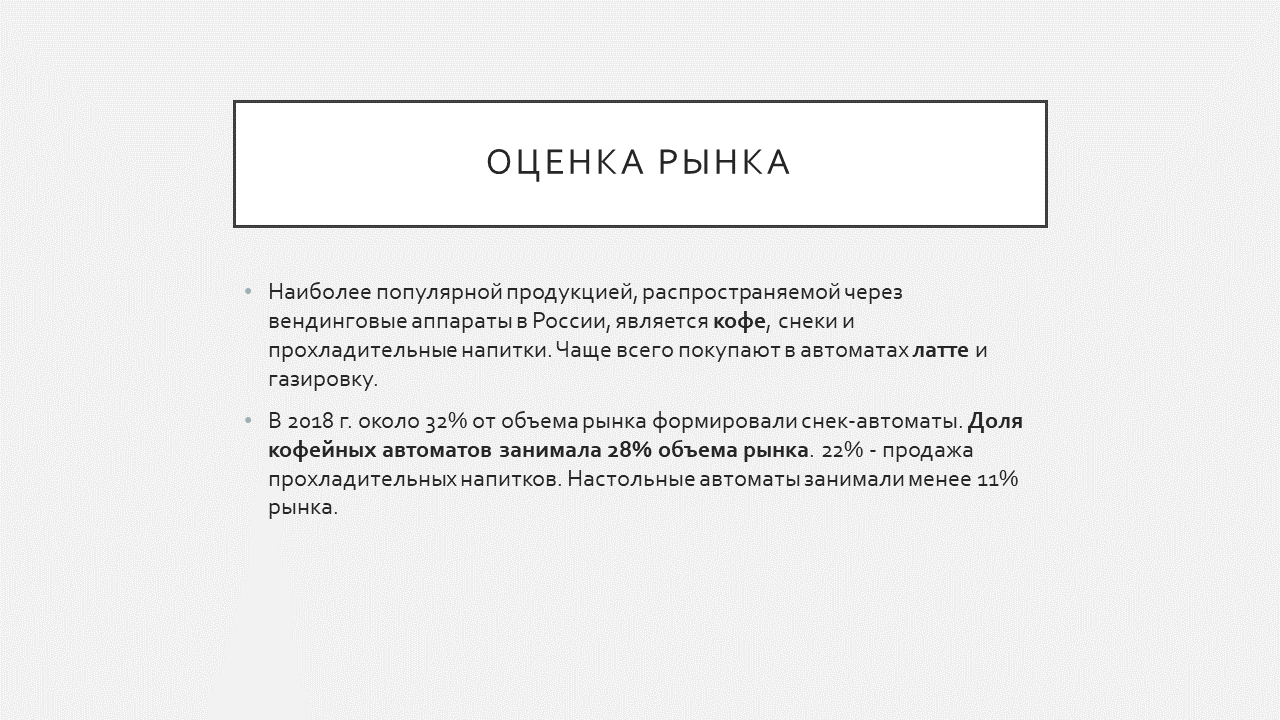 ОЦЕНКА РЫНКА
• Наиболее популярной продукцией, распространяемой через
вендинговые аппараты в России, является кофе, снеки и
прохладительные напитки. Чаще всего покупают в автоматах латте и
газировку.
• В 2018 г. около 32% от объема рынка формировали снек-автоматы. Доля
кофейных автоматов занимала 28% объема рынка. 22% - продажа
прохладительных напитков. Настольные автоматы занимали менее 11%
рынка.